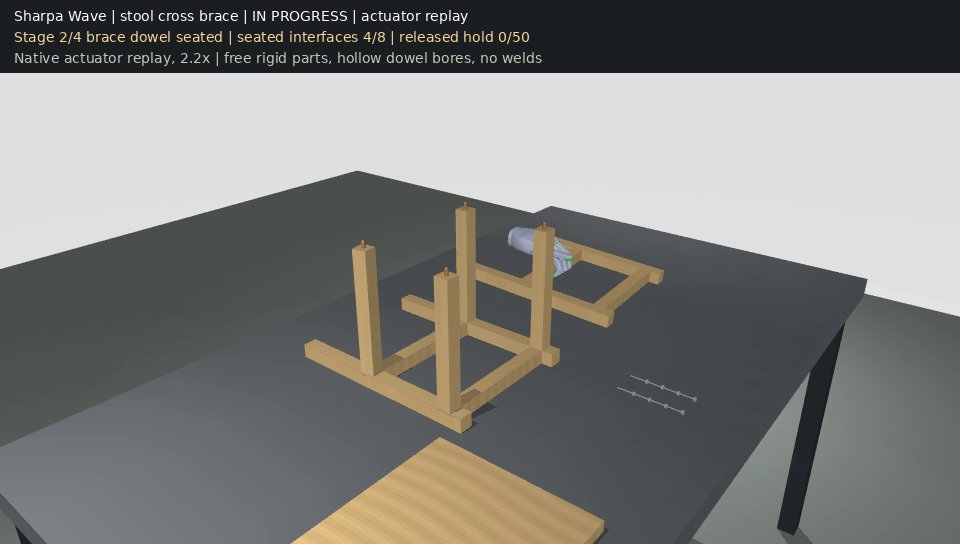 Sharpa Wave | stool cross brace | IN PROGRESS | actuator replay
Stage 2/4 brace dowel seated | seated interfaces 4/8 | released hold 0/50
Native actuator replay, 2.2x | free rigid parts, hollow dowel bores, no welds